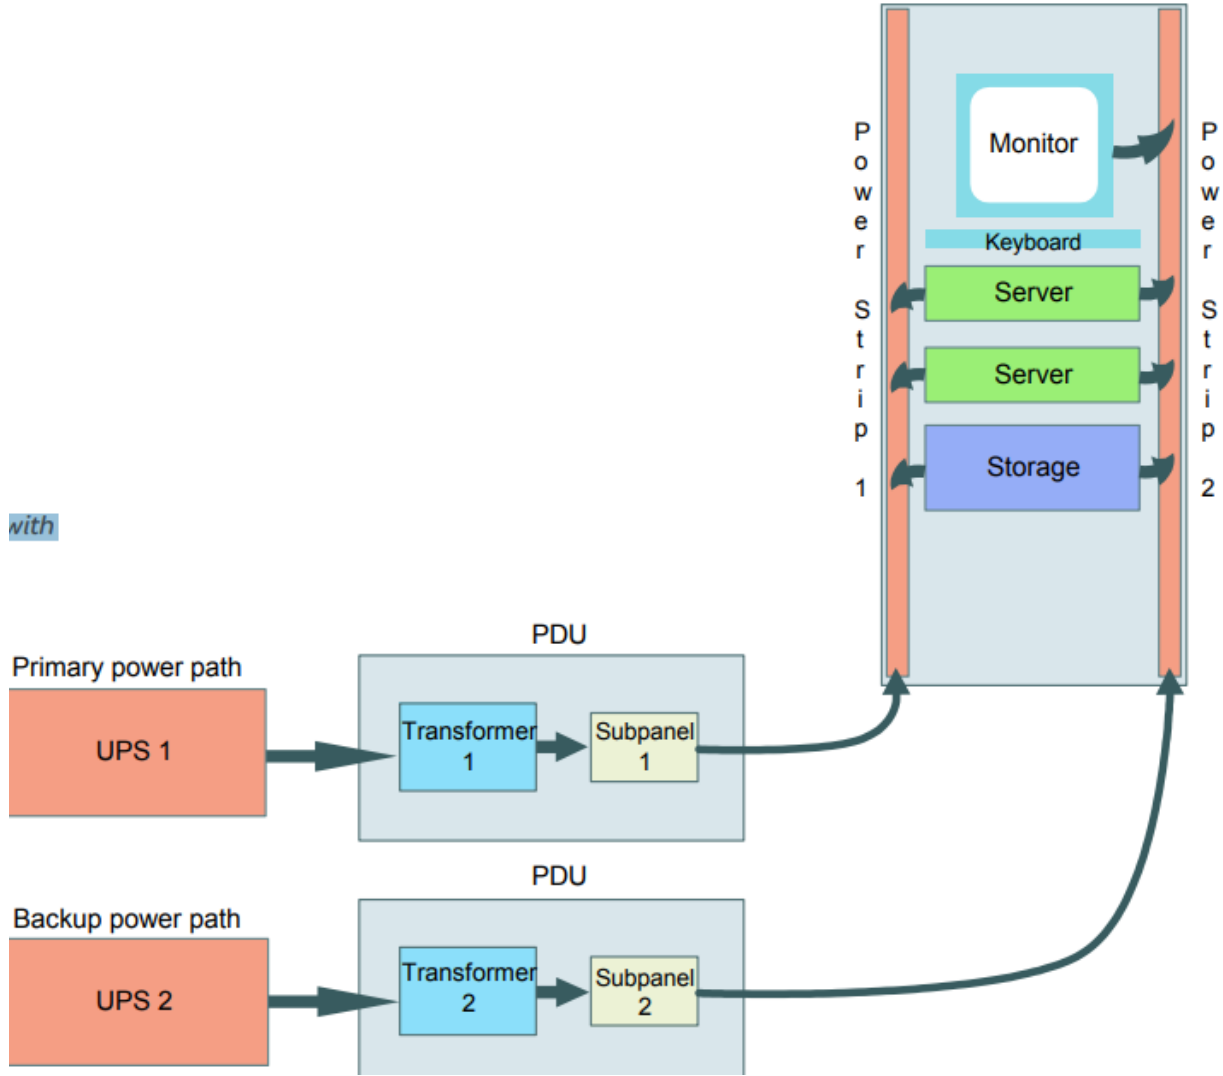 Power Strip 1
Monitor
Keyboard
Server
Server
Storage
Power Strip 2
with
PDU
Primary power path
UPS 1
Transformer
1
Subpanel
1
PDU
Backup power path
UPS 2
Transformer
2
Subpanel
2